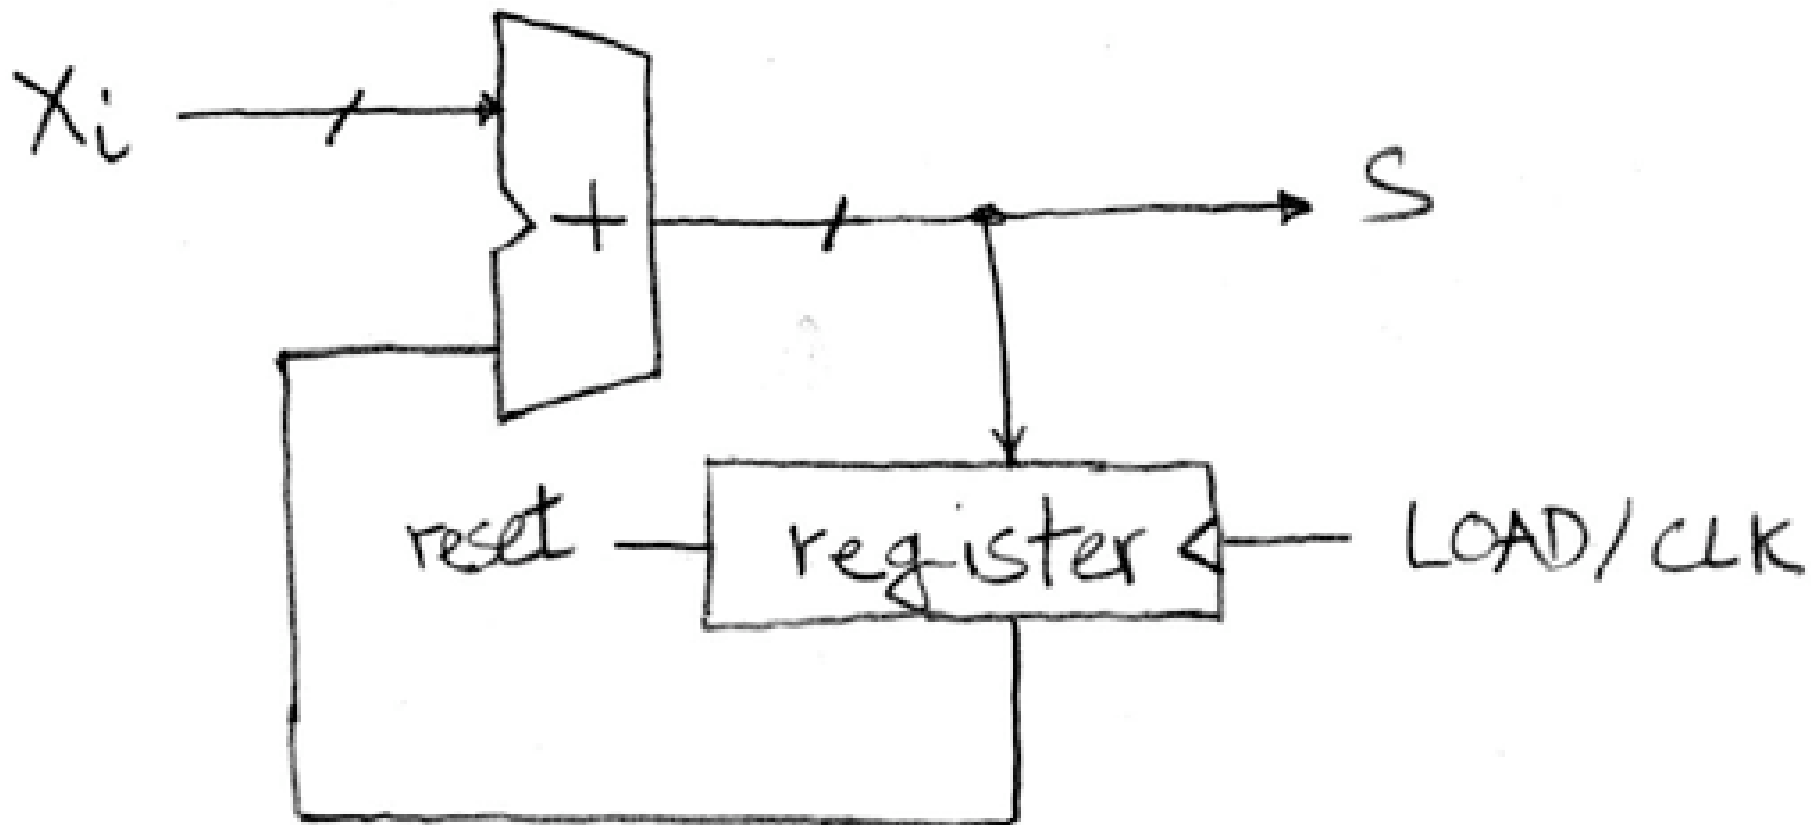 Xi
+
S
reset
register
LOAD/CLK